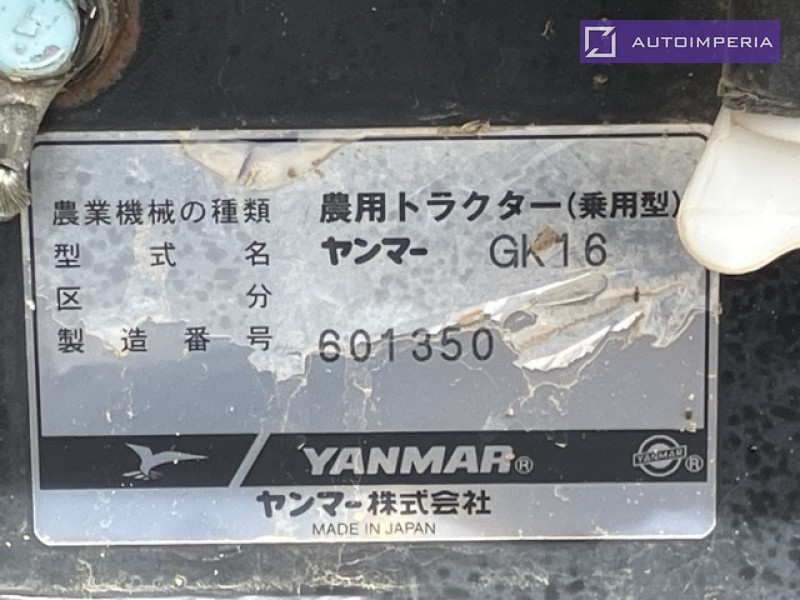 AUTOIMPERIA
農業機械の種類 農用トラクター(乗用型)
型式名 ヤンマー GK16
区分
製造番号 601350
YANMAR® YANMAR®
ヤンマー株式会社
MADE IN JAPAN